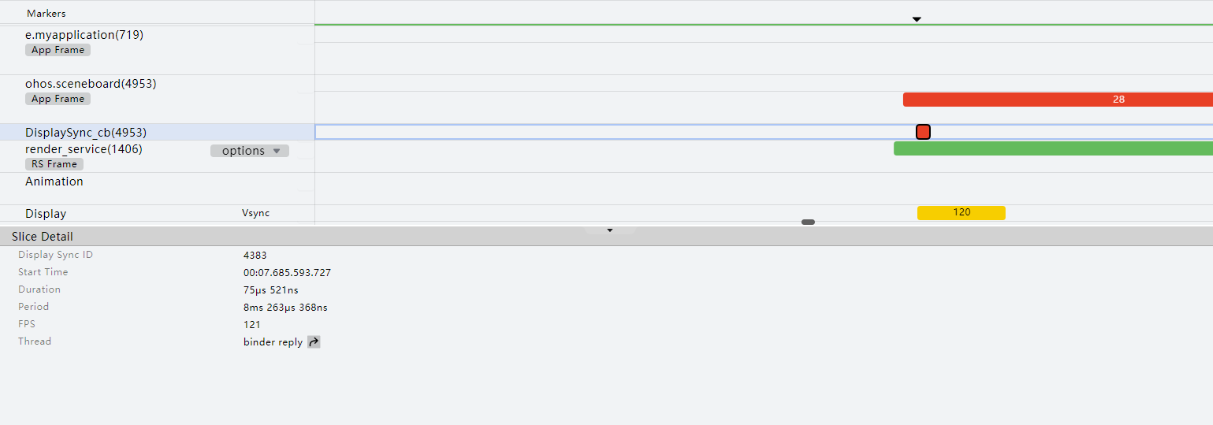 Markers
e.myapplication(719)
App Frame
ohos.sceneboard(4953)
App Frame
28
DisplaySync_cb(4953)
render_service(1406) options
RS Frame
Animation
Display Vsync 120
Slice Detail
Display Sync ID 4383
Start Time 00:07.685.593.727
Duration 75μs 521ns
Period 8ms 263μs 368ns
FPS 121
Thread binder reply